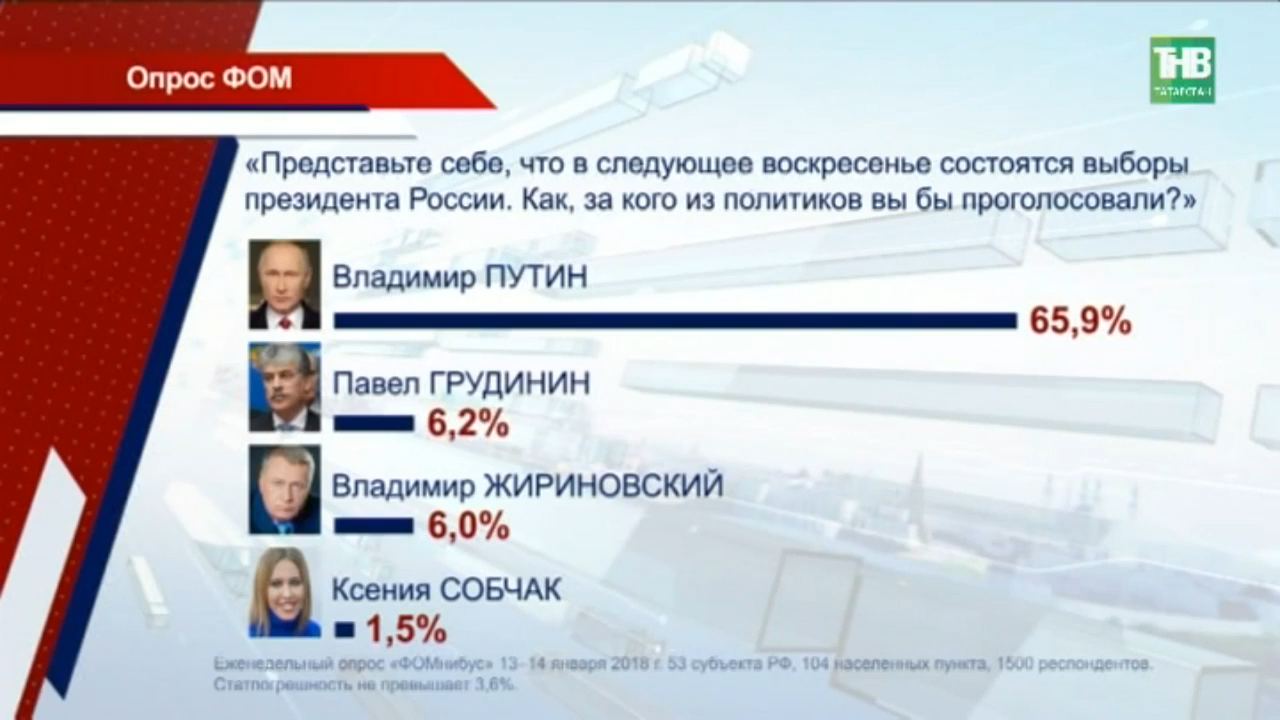 Опрос ФОМ
ТНВ
ТАТАРСТАН
«Представьте себе, что в следующее воскресенье состоятся выборы
президента России. Как, за кого из политиков вы бы проголосовали?»
Владимир ПУТИН
65,9%
Павел ГРУДИНИН
6,2%
Владимир ЖИРИНОВСКИЙ
6,0%
Ксения СОБЧАК
1,5%
Еженедельный опрос «ФОМнибус» 13–14 января 2018 г. 53 субъекта РФ, 104 населенных пункта, 1500 респондентов.
Статпогрешность не превышает 3,6%.